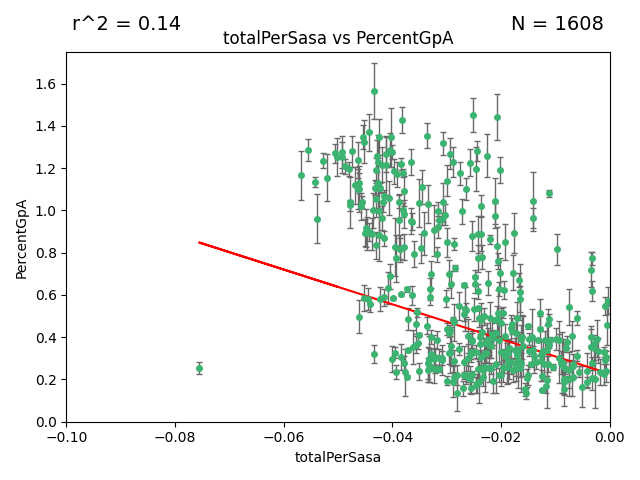 r^2 = 0.14
N = 1608
totalPerSasa vs PercentGpA
PercentGpA
1.6
1.4
1.2
1.0
0.8
0.6
0.4
0.2
0.0
−0.10 −0.08 −0.06 −0.04 −0.02 0.00
totalPerSasa